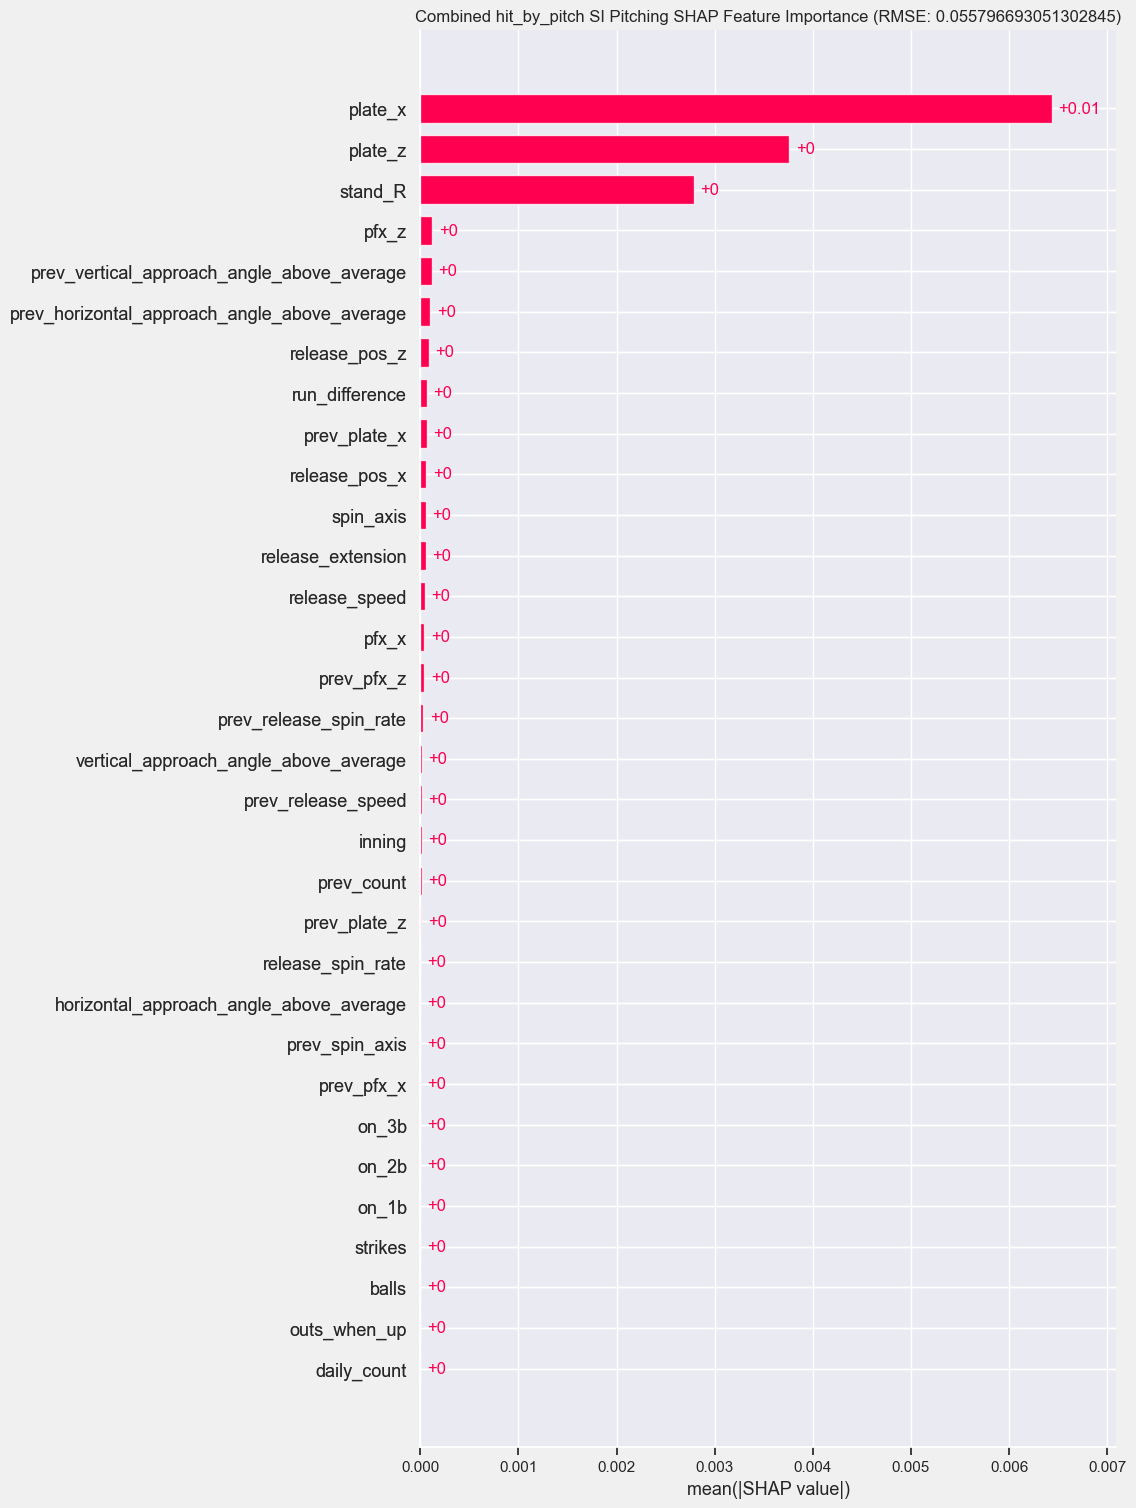 Combined hit_by_pitch SI Pitching SHAP Feature Importance (RMSE: 0.055796693051302845)
plate_x +0.01
plate_z +0
stand_R +0
pfx_z +0
prev_vertical_approach_angle_above_average +0
prev_horizontal_approach_angle_above_average +0
release_pos_z +0
run_difference +0
prev_plate_x +0
release_pos_x +0
spin_axis +0
release_extension +0
release_speed +0
pfx_x +0
prev_pfx_z +0
prev_release_spin_rate +0
vertical_approach_angle_above_average +0
prev_release_speed +0
inning +0
prev_count +0
prev_plate_z +0
release_spin_rate +0
horizontal_approach_angle_above_average +0
prev_spin_axis +0
prev_pfx_x +0
on_3b +0
on_2b +0
on_1b +0
strikes +0
balls +0
outs_when_up +0
daily_count +0
0.000 0.001 0.002 0.003 0.004 0.005 0.006 0.007
mean(|SHAP value|)